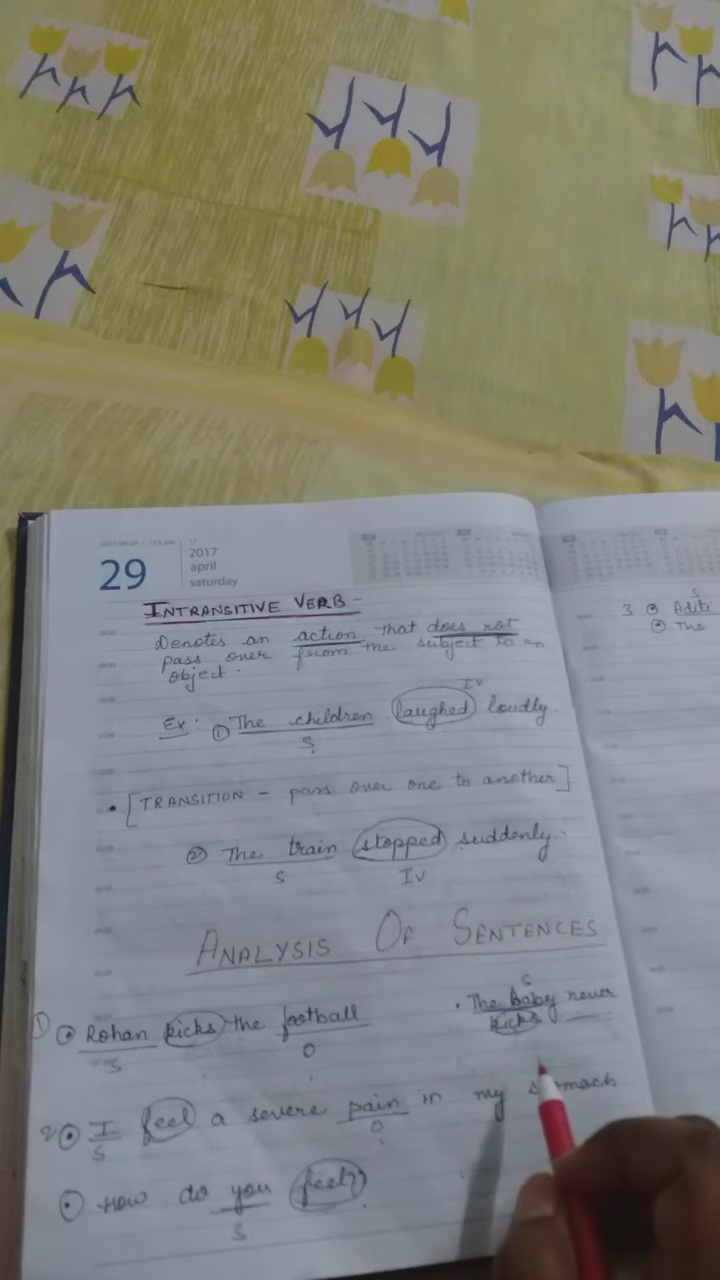 29
2017
april
saturday
INTRANSITIVE VERB -
Denotes an action that does not
pass over from the subject to an
object.
IV
Ex: ① The children laughed loudly.
S
• [TRANSITION - pass over one to another]
② The train stopped suddenly.
S IV
ANALYSIS OF SENTENCES
① Rohan kicks the football
S O
S
• The Baby never
kicks
2 I feel a severe pain in my stomach
S O
How do you feel?
S
S
3 Aditi
The